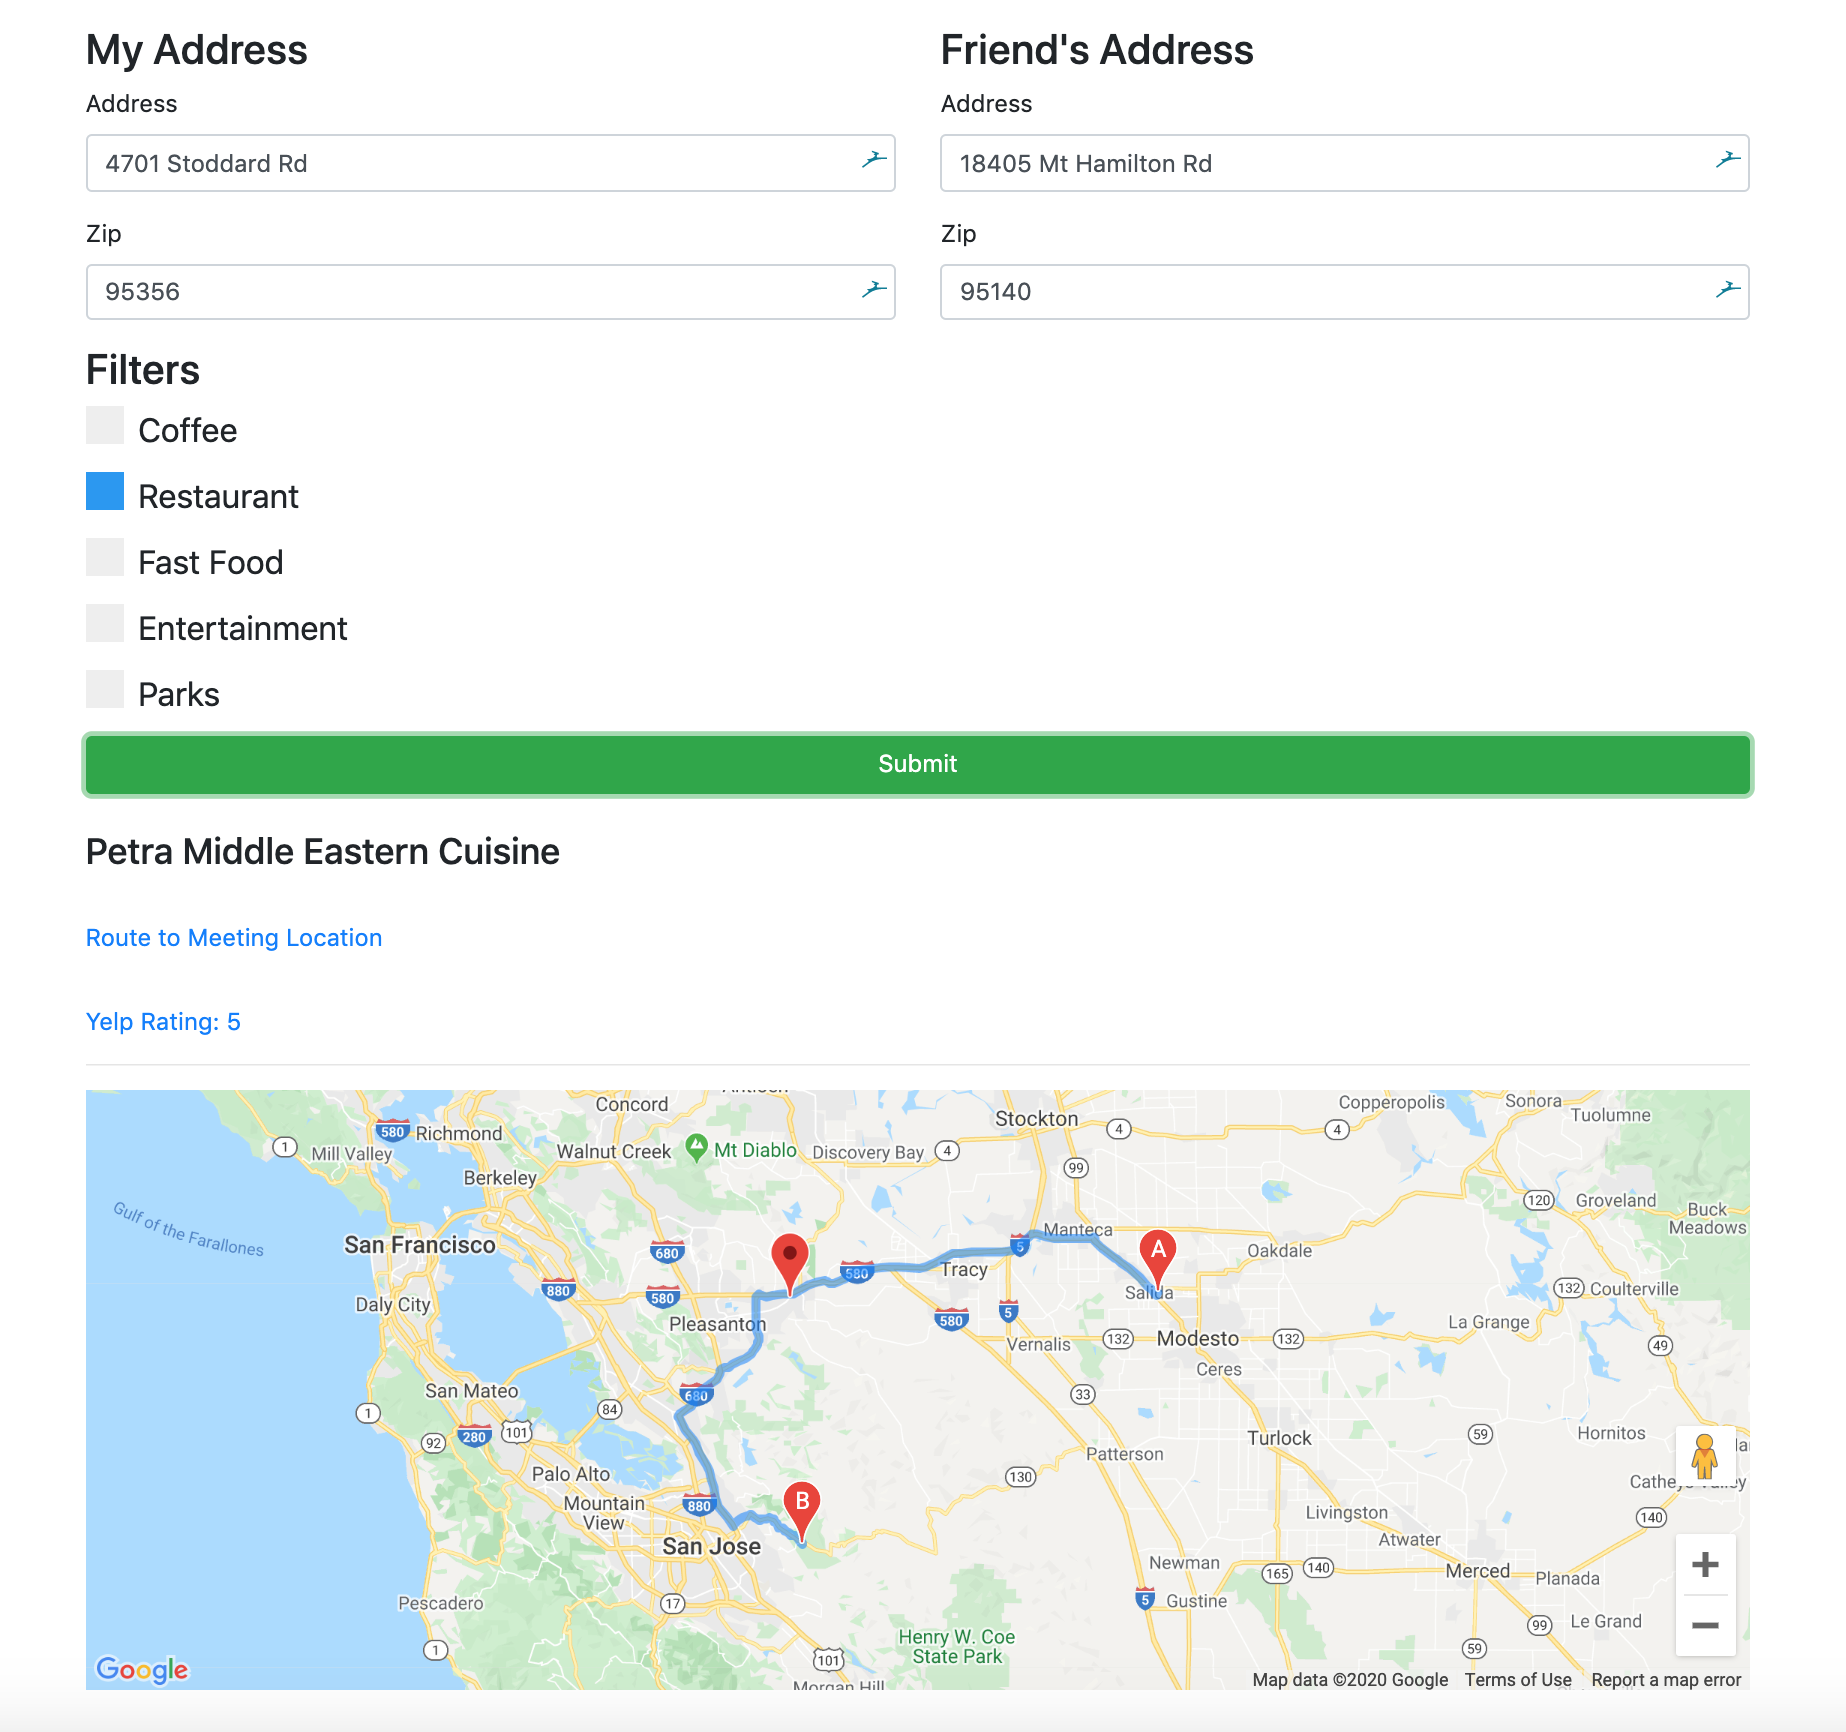 My Address
Address
4701 Stoddard Rd
Zip
95356
Friend's Address
Address
18405 Mt Hamilton Rd
Zip
95140
Filters
Coffee
Restaurant
Fast Food
Entertainment
Parks
Submit
Petra Middle Eastern Cuisine
Route to Meeting Location
Yelp Rating: 5
Concord
Stockton
Copperopolis
Sonora
Tuolumne
580
Richmond
4
4
1
Mill Valley
Walnut Creek
Mt Diablo
Discovery Bay
4
99
Berkeley
120
Groveland
Buck
Meadows
Gulf of the Farallones
San Francisco
680
5
Manteca
A
Oakdale
580
Tracy
880
580
Salida
132
Coulterville
Daly City
Pleasanton
580
5
La Grange
Vernalis
132
Modesto
132
49
Ceres
San Mateo
680
33
1
84
92
280
101
Turlock
59
Hornitos
Patterson
Palo Alto
130
Mountain
View
880
B
Livingston
140
Atwater
San Jose
Newman
165
140
Merced
Planada
Pescadero
17
5
Gustine
Le Grand
99
Henry W. Coe
State Park
59
1
101
Morgan Hill
Google
Map data ©2020 Google
Terms of Use
Report a map error